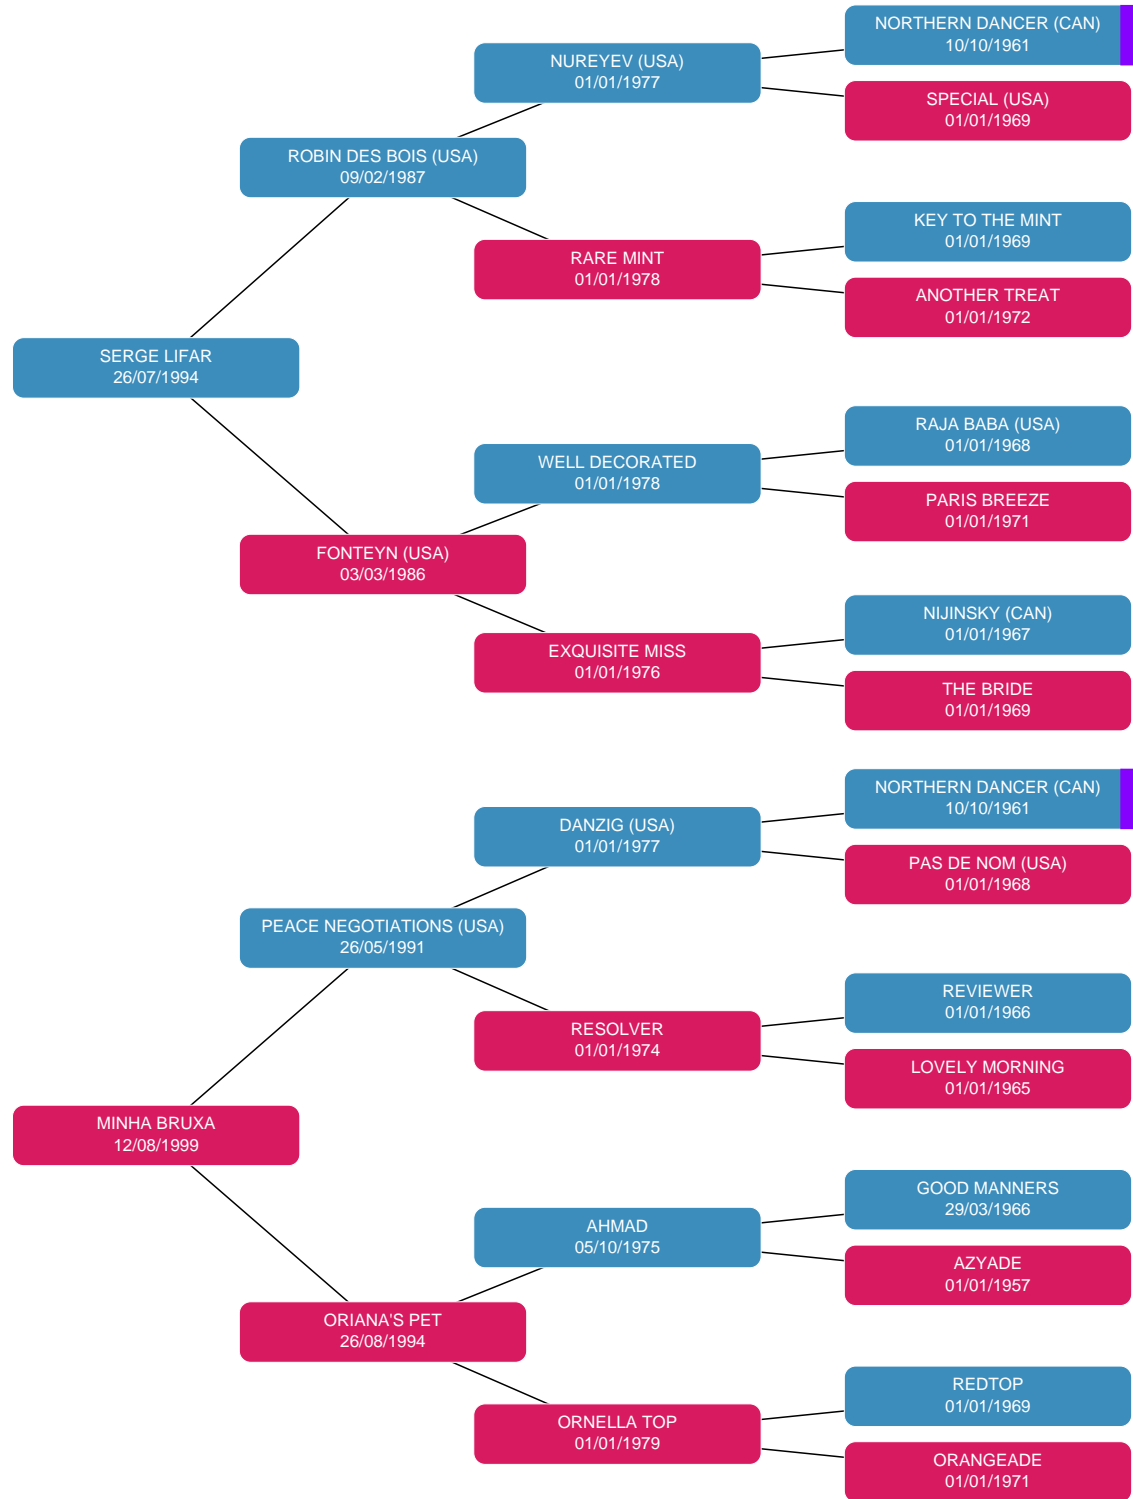 NORTHERN DANCER (CAN)
10/10/1961
NUREYEV (USA)
01/01/1977
SPECIAL (USA)
01/01/1969
ROBIN DES BOIS (USA)
09/02/1987
KEY TO THE MINT
01/01/1969
RARE MINT
01/01/1978
ANOTHER TREAT
01/01/1972
SERGE LIFAR
26/07/1994
RAJA BABA (USA)
01/01/1968
WELL DECORATED
01/01/1978
PARIS BREEZE
01/01/1971
FONTEYN (USA)
03/03/1986
NIJINSKY (CAN)
01/01/1967
EXQUISITE MISS
01/01/1976
THE BRIDE
01/01/1969
NORTHERN DANCER (CAN)
10/10/1961
DANZIG (USA)
01/01/1977
PAS DE NOM (USA)
01/01/1968
PEACE NEGOTIATIONS (USA)
26/05/1991
REVIEWER
01/01/1966
RESOLVER
01/01/1974
LOVELY MORNING
01/01/1965
MINHA BRUXA
12/08/1999
GOOD MANNERS
29/03/1966
AHMAD
05/10/1975
AZYADE
01/01/1957
ORIANA'S PET
26/08/1994
REDTOP
01/01/1969
ORNELLA TOP
01/01/1979
ORANGEADE
01/01/1971